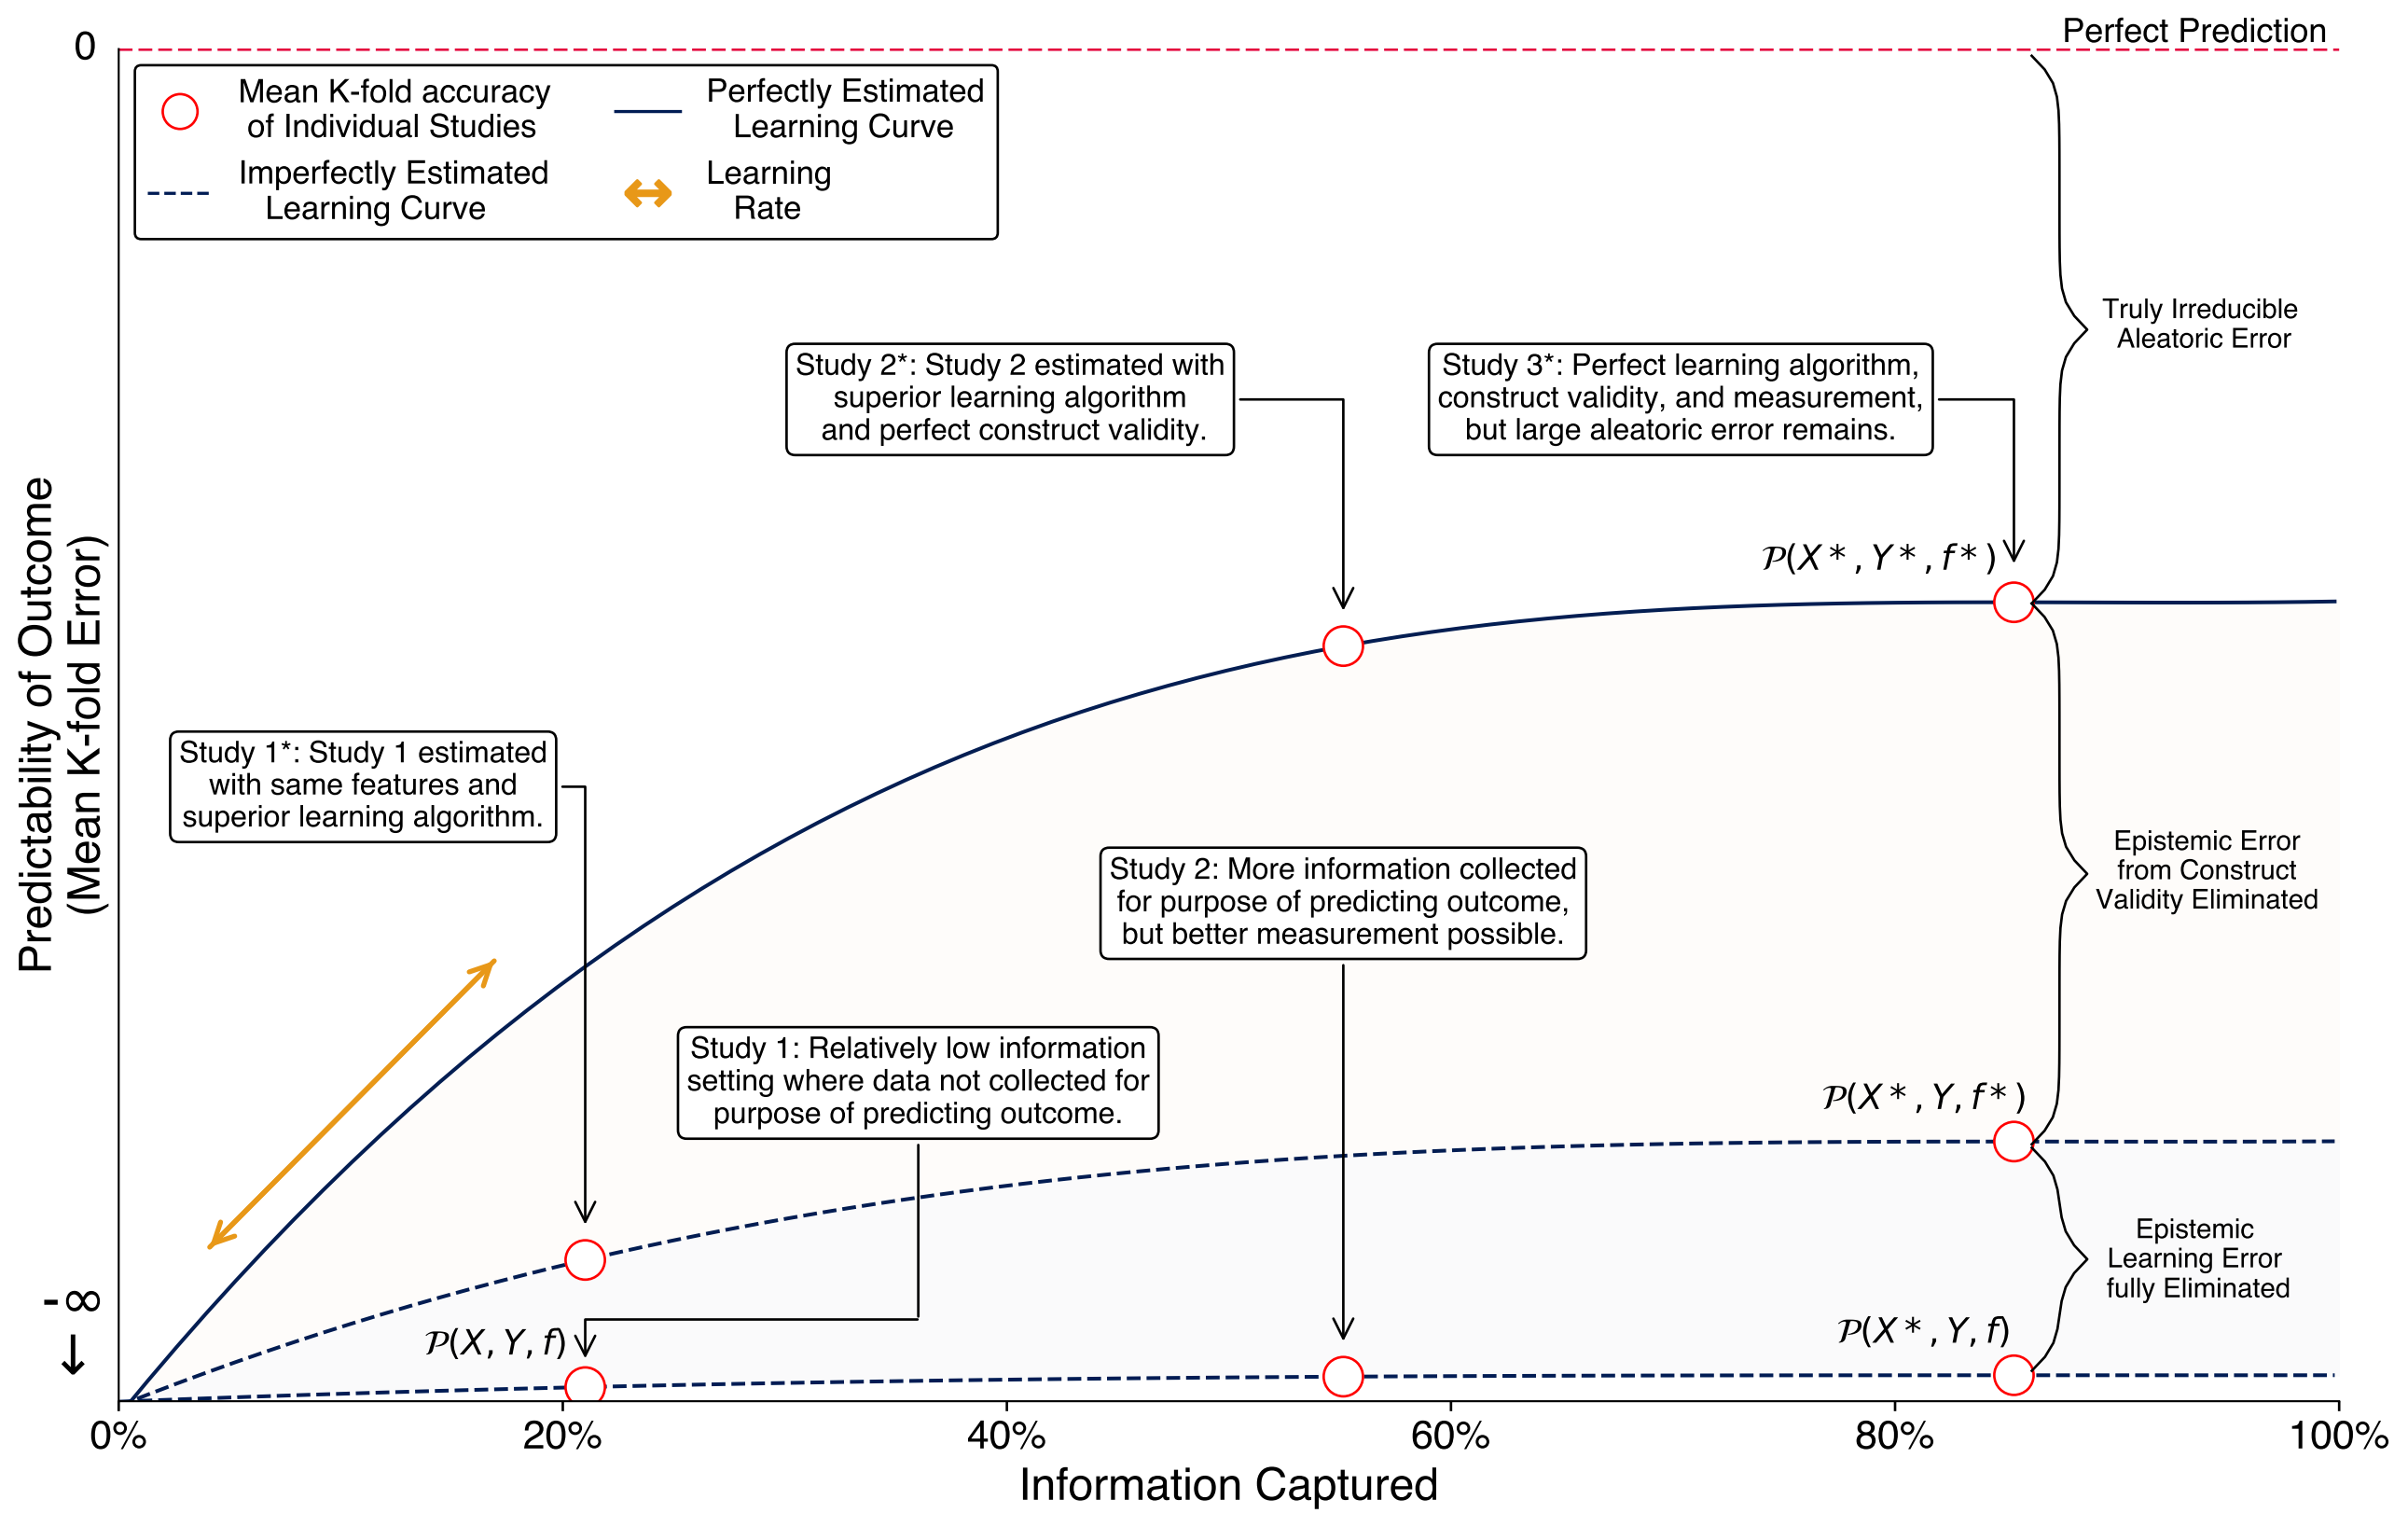 Perfect Prediction
0
Mean K-fold accuracy
of Individual Studies
Perfectly Estimated
Learning Curve
Imperfectly Estimated
Learning Curve
Learning
Rate
Truly Irreducible
Aleatoric Error
Study 2*: Study 2 estimated with
superior learning algorithm
and perfect construct validity.
Study 3*: Perfect learning algorithm,
construct validity, and measurement,
but large aleatoric error remains.
𝒫(X*, Y*, f*)
Predictability of Outcome
(Mean K-fold Error)
Study 1*: Study 1 estimated
with same features and
superior learning algorithm.
Study 2: More information collected
for purpose of predicting outcome,
but better measurement possible.
Epistemic Error
from Construct
Validity Eliminated
Study 1: Relatively low information
setting where data not collected for
purpose of predicting outcome.
𝒫(X*, Y, f*)
Epistemic
Learning Error
fully Eliminated
-∞
↓
𝒫(X, Y, f)
𝒫(X*, Y, f)
0%
20%
40%
60%
80%
100%
Information Captured